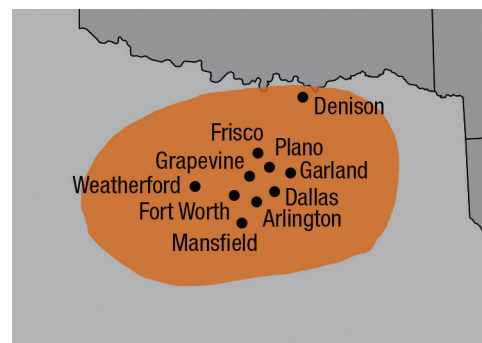 Denison
Frisco
Plano
Grapevine
Garland
Weatherford
Dallas
Fort Worth
Arlington
Mansfield